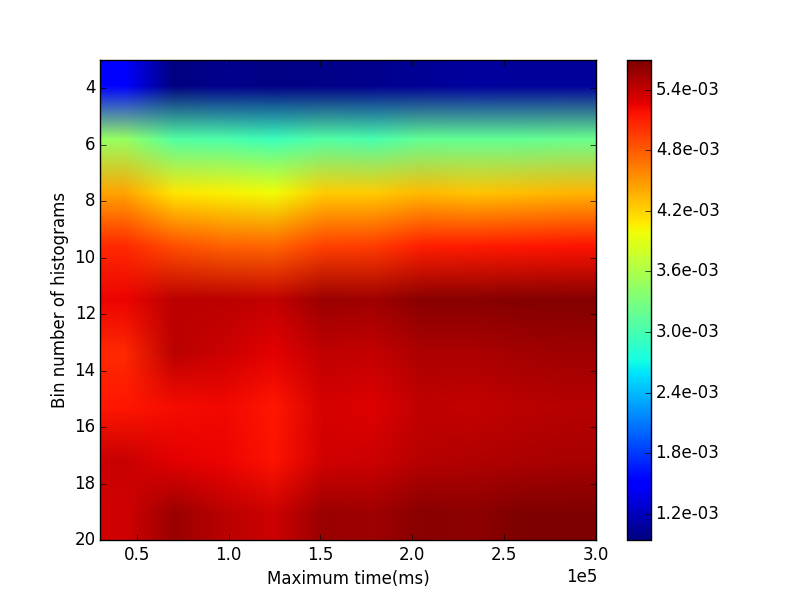 Bin number of histograms
4
6
8
10
12
14
16
18
20
0.5 1.0 1.5 2.0 2.5 3.0
1e5
Maximum time(ms)
5.4e-03
4.8e-03
4.2e-03
3.6e-03
3.0e-03
2.4e-03
1.8e-03
1.2e-03